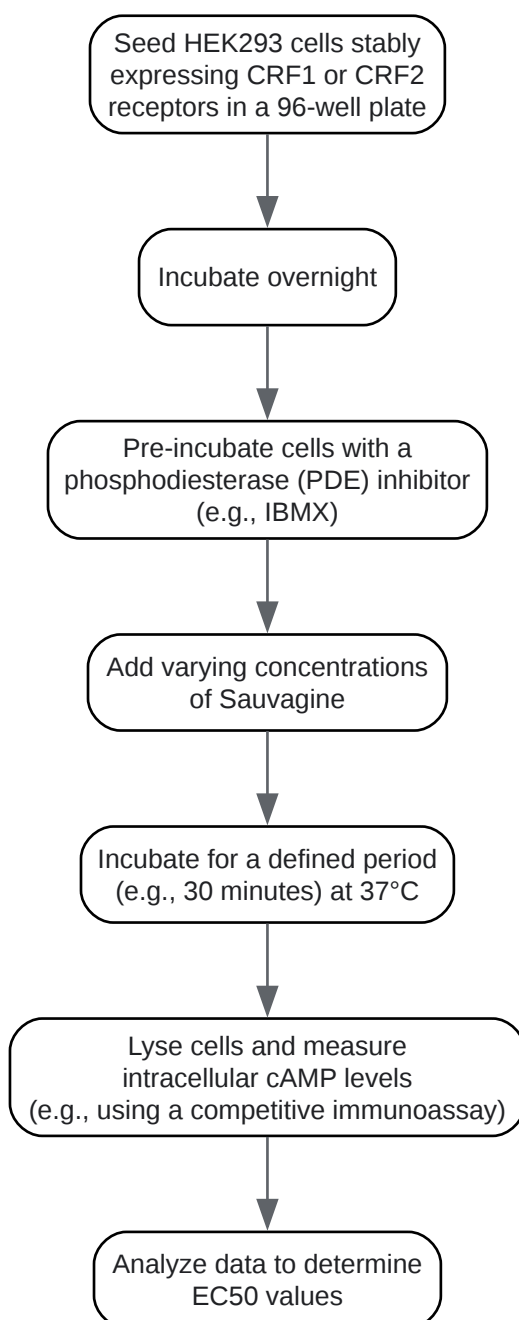 Seed HEK293 cells stably
expressing CRF1 or CRF2
receptors in a 96-well plate
Incubate overnight
Pre-incubate cells with a
phosphodiesterase (PDE) inhibitor
(e.g., IBMX)
Add varying concentrations
of Sauvagine
Incubate for a defined period
(e.g., 30 minutes) at 37°C
Lyse cells and measure
intracellular cAMP levels
(e.g., using a competitive immunoassay)
Analyze data to determine
EC50 values